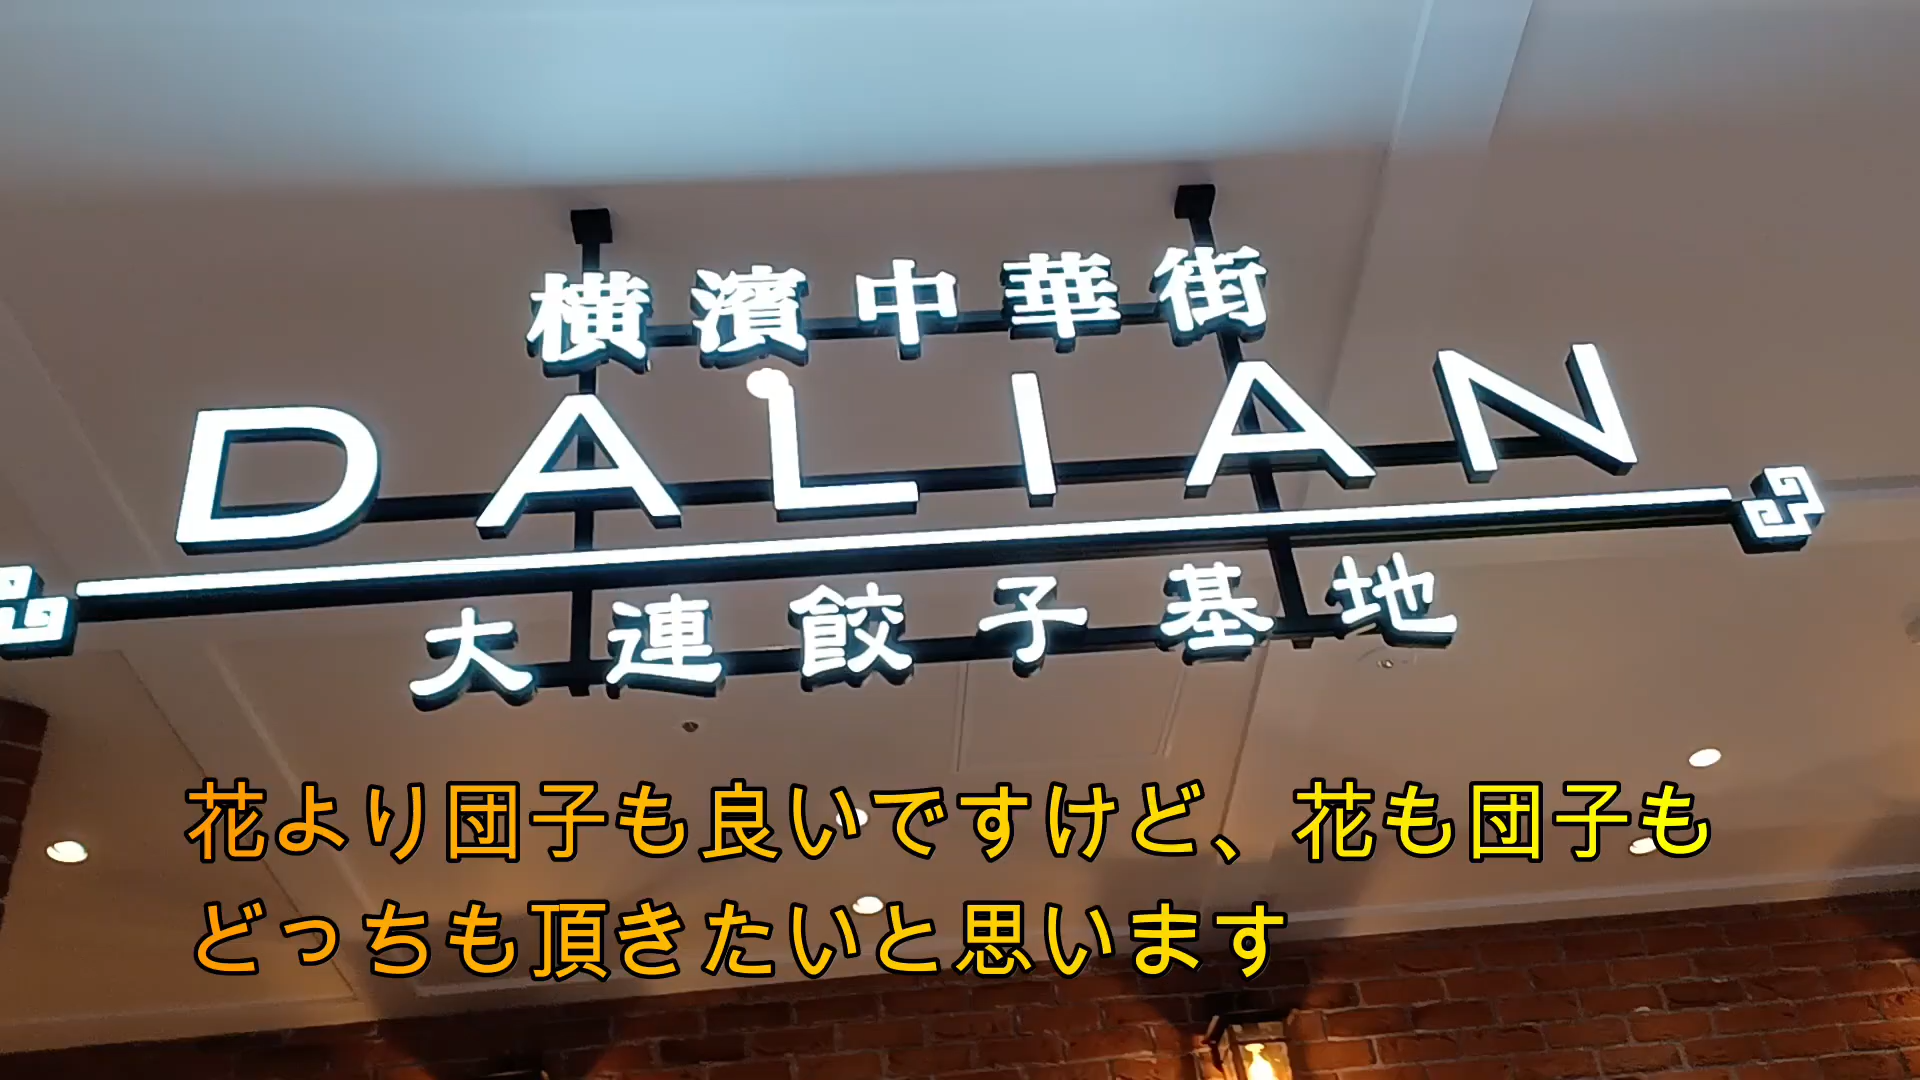 横濱中華街
DALIAN
大連餃子基地
花より団子も良いですけど、花も団子も
どっちも頂きたいと思います